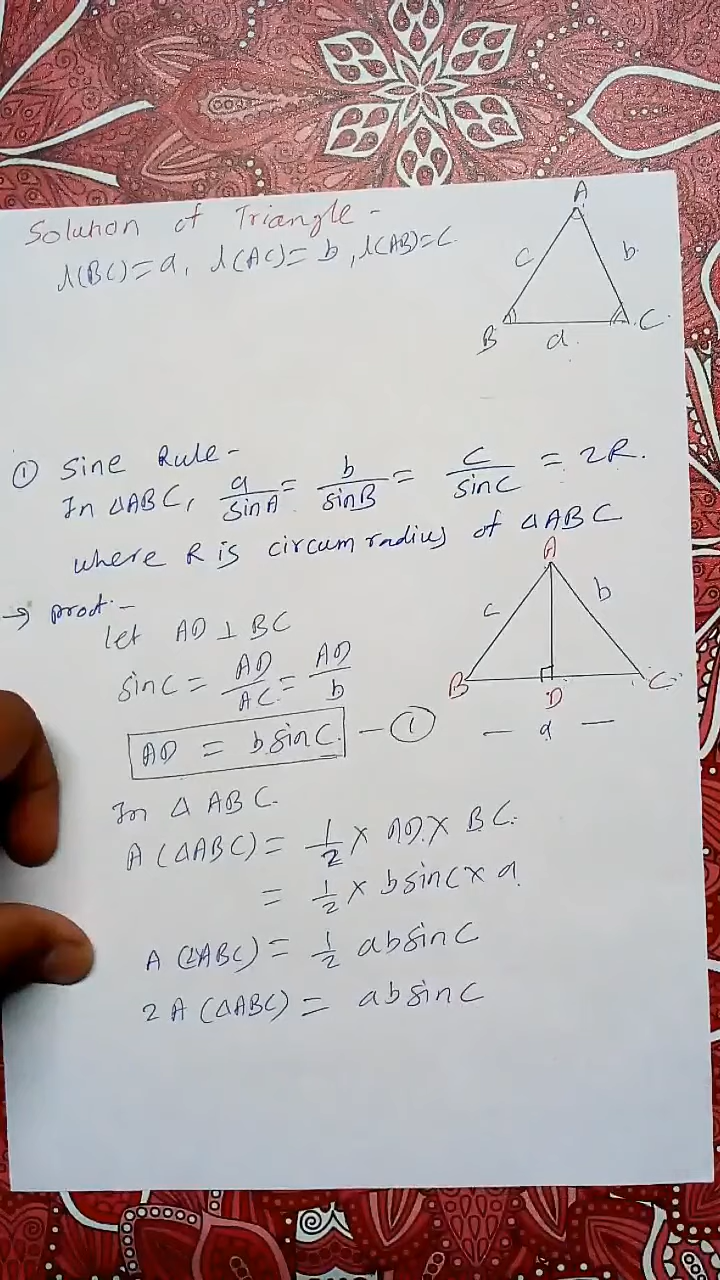 Solution of Triangle -
l(BC) = a, l(AC) = b, l(AB) = c.
A
c
b.
B
a.
C.
① Sine Rule -
In ΔABC, a/sinA = b/sinB = c/sinC = 2R.
where R is circum radius of ΔABC
→ proof: -
let AD ⊥ BC
sinC = AD/AC = AD/b
AD = b sinC. - ①
A
c
b
B
D
C.
— a —
In Δ ABC.
A (ΔABC) = 1/2 × AD × BC.
= 1/2 × b sinC × a.
A (ΔABC) = 1/2 ab sinC
2 A (ΔABC) = ab sinC